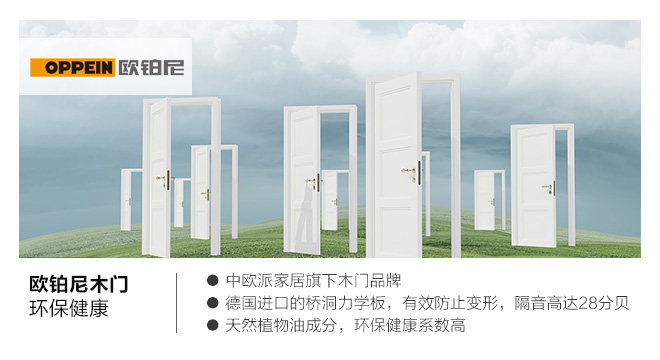 OPPEIN 欧铂尼
欧铂尼木门
环保健康
● 中欧派家居旗下木门品牌
● 德国进口的桥洞力学板，有效防止变形，隔音高达28分贝
● 天然植物油成分，环保健康系数高